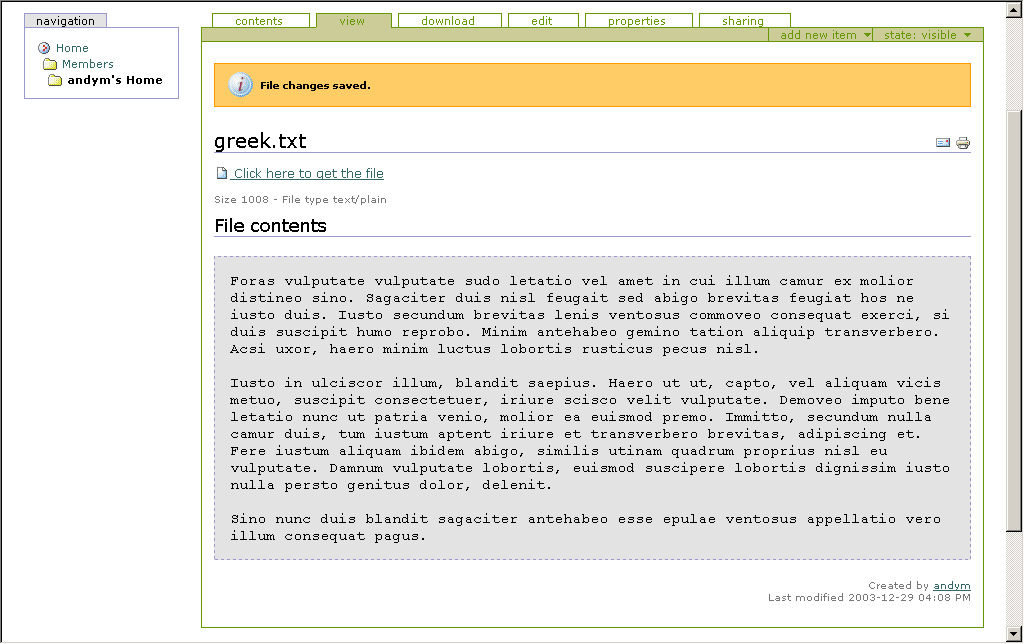 navigation
Home
Members
andym's Home
contents view download edit properties sharing
add new item state: visible
File changes saved.
greek.txt
Click here to get the file
Size 1008 - File type text/plain
File contents
Foras vulputate vulputate sudo letatio vel amet in cui illum camur ex molior
distineo sino. Sagaciter duis nisl feugait sed abigo brevitas feugiat hos ne
iusto duis. Iusto secundum brevitas lenis ventosus commoveo consequat exerci, si
duis suscipit humo reprobo. Minim antehabeo gemino tation aliquip transverbero.
Acsi uxor, haero minim luctus lobortis rusticus pecus nisl.
Iusto in ulciscor illum, blandit saepius. Haero ut ut, capto, vel aliquam vicis
metuo, suscipit consectetuer, iriure scisco velit vulputate. Demoveo imputo bene
letatio nunc ut patria venio, molior ea euismod premo. Immitto, secundum nulla
camur duis, tum iustum aptent iriure et transverbero brevitas, adipiscing et.
Fere iustum aliquam ibidem abigo, similis utinam quadrum proprius nisl eu
vulputate. Damnum vulputate lobortis, euismod suscipere lobortis dignissim iusto
nulla persto genitus dolor, delenit.
Sino nunc duis blandit sagaciter antehabeo esse epulae ventosus appellatio vero
illum consequat pagus.
Created by andym
Last modified 2003-12-29 04:08 PM